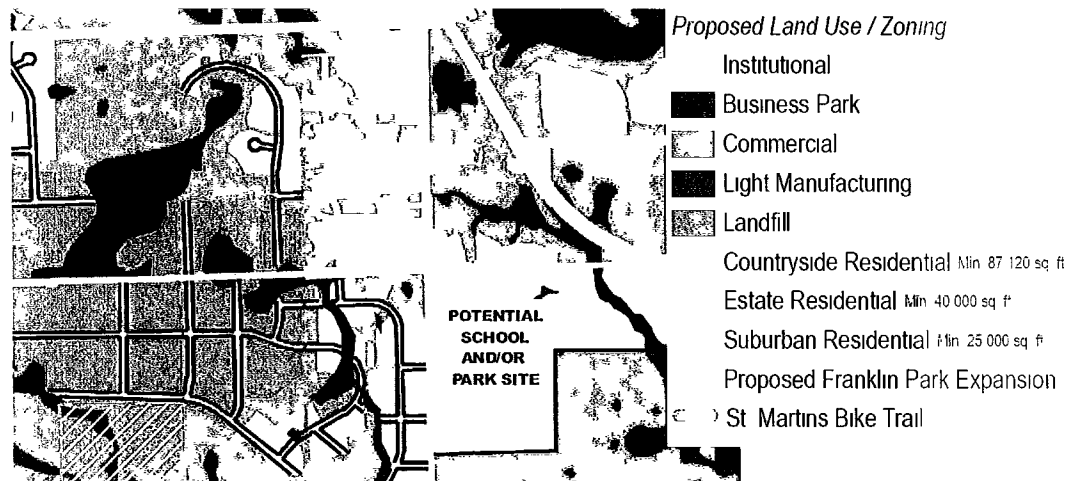 Proposed Land Use / Zoning
Institutional
Business Park
Commercial
Light Manufacturing
Landfill
Countryside Residential Min 87 120 sq ft
Estate Residential Min 40 000 sq ft
Suburban Residential Min 25 000 sq ft
Proposed Franklin Park Expansion
St Martins Bike Trail
POTENTIAL
SCHOOL
AND/OR
PARK SITE